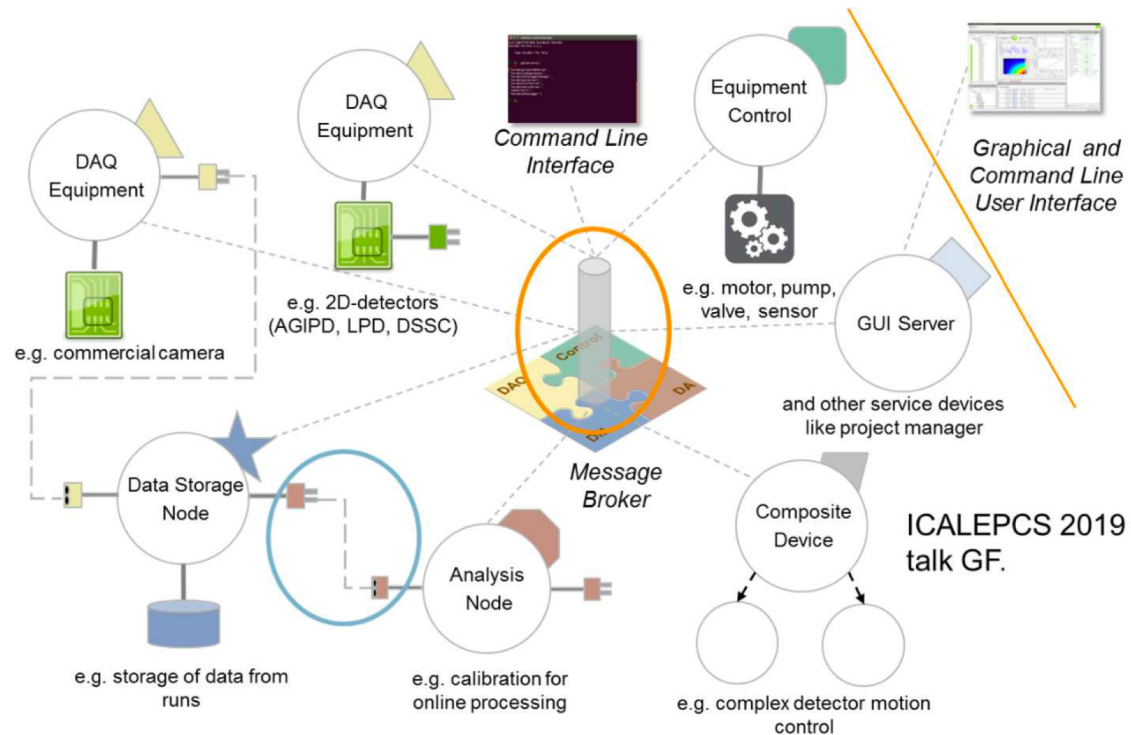 DAQ
Equipment
e.g. commercial camera
DAQ
Equipment
e.g. 2D-detectors
(AGIPD, LPD, DSSC)
Command Line
Interface
Equipment
Control
e.g. motor, pump,
valve, sensor
Graphical and
Command Line
User Interface
GUI Server
and other service devices
like project manager
Control
DAQ
DA
Message
Broker
Data Storage
Node
e.g. storage of data from
runs
Analysis
Node
e.g. calibration for
online processing
Composite
Device
e.g. complex detector motion
control
ICALEPCS 2019
talk GF.